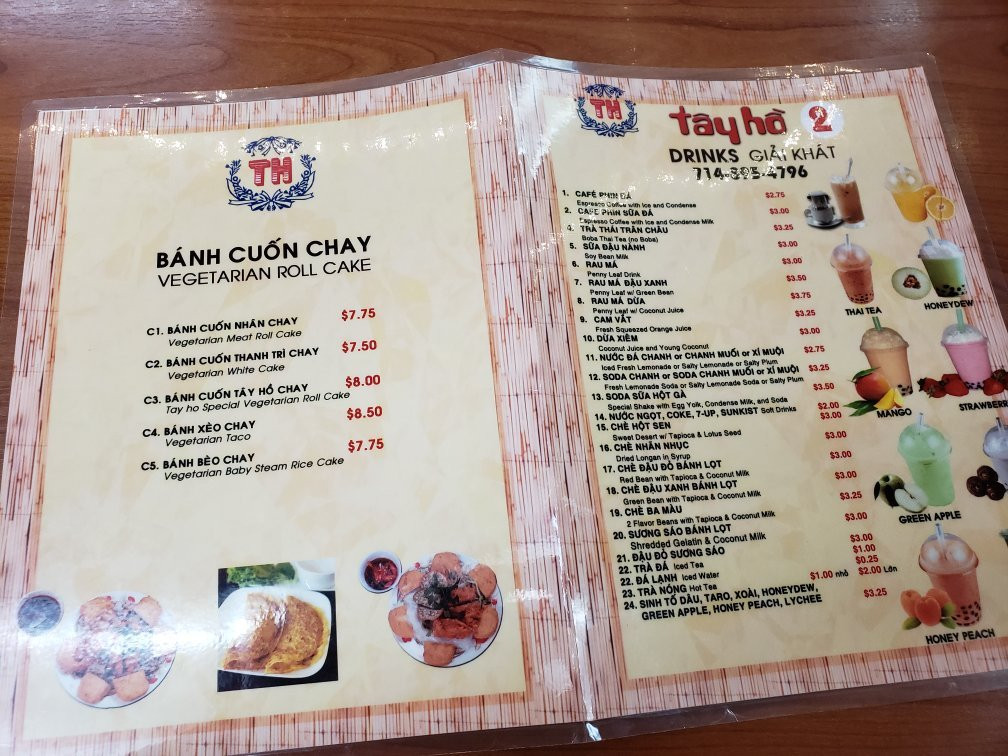 TH
BÁNH CUỐN CHAY
VEGETARIAN ROLL CAKE
C1. BÁNH CUỐN NHÂN CHAY $7.75
Vegetarian Meat Roll Cake
C2. BÁNH CUỐN THANH TRÌ CHAY $7.50
Vegetarian White Cake
C3. BÁNH CUỐN TÂY HỒ CHAY $8.00
Tay ho Special Vegetarian Roll Cake
C4. BÁNH XÈO CHAY $8.50
Vegetarian Taco
C5. BÁNH BÈO CHAY $7.75
Vegetarian Baby Steam Rice Cake
TH
tây hồ 2
DRINKS GIẢI KHÁT
714-895-4796
1. CAFÉ PHIN ĐÁ $2.75
Espresso Coffee with Ice and Condense
2. CAFE PHIN SỮA ĐÁ $3.00
Espresso Coffee with Ice and Condense Milk
4. TRÀ THÁI TRÂN CHÂU $3.25
Boba Thai Tea (no Boba)
5. SỮA ĐẬU NÀNH $3.00
Soy Bean Milk
6. RAU MÁ $3.00
Penny Leaf Drink
7. RAU MÁ ĐẬU XANH $3.50
Penny Leaf w/ Green Bean
8. RAU MÁ DỪA $3.75
Penny Leaf w/ Coconut Juice
9. CAM VẮT $3.25
Fresh Squeezed Orange Juice
10. DỪA XIÊM $3.00
Coconut Juice and Young Coconut
11. NƯỚC ĐÁ CHANH or CHANH MUỐI or XÍ MUỘI $2.75
Iced Fresh Lemonade or Salty Lemonade or Salty Plum
12. SODA CHANH or SODA CHANH MUỐI or XÍ MUỘI $3.25
Fresh Lemonade Soda or Salty Lemonade Soda or Salty Plum
13. SODA SỮA HỘT GÀ $3.50
Special Shake with Egg Yolk, Condense Milk, and Soda
14. NƯỚC NGỌT, COKE, 7-UP, SUNKIST Soft Drinks $2.00
15. CHÈ HỘT SEN $3.00
Sweet Desert w/ Tapioca & Lotus Seed
16. CHÈ NHÃN NHỤC $3.00
Dried Longan in Syrup
17. CHÈ ĐẬU ĐỎ BÁNH LỌT $3.00
Red Bean with Tapioca & Coconut Milk
18. CHÈ ĐẬU XANH BÁNH LỌT $3.00
Green Bean with Tapioca & Coconut Milk
19. CHÈ BA MÀU $3.25
2 Flavor Beans with Tapioca & Coconut Milk
20. SƯƠNG SÁO BÁNH LỌT $3.00
Shredded Gelatin & Coconut Milk
21. ĐẬU ĐỎ SƯƠNG SÁO $3.00
22. TRÀ ĐÁ Iced Tea $1.00
22. ĐÁ LẠNH Iced Water $0.25
23. TRÀ NÓNG Hot Tea $1.00 nhỏ $2.00 Lớn
24. SINH TỐ DÂU, TARO, XOÀI, HONEYDEW, $3.25
GREEN APPLE, HONEY PEACH, LYCHEE
THAI TEA
HONEYDEW
MANGO
STRAWBERR
GREEN APPLE
HONEY PEACH